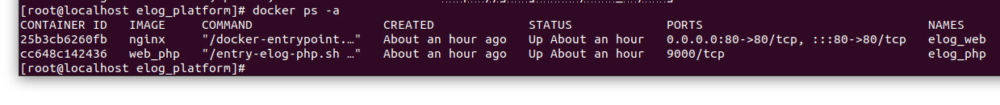 [root@localhost elog_platform]# docker ps -a
CONTAINER ID   IMAGE     COMMAND                  CREATED             STATUS             PORTS                               NAMES
25b3cb6260fb   nginx     "/docker-entrypoint.…"   About an hour ago   Up About an hour   0.0.0.0:80->80/tcp, :::80->80/tcp   elog_web
cc648c142436   web_php   "/entry-elog-php.sh …"   About an hour ago   Up About an hour   9000/tcp                            elog_php
[root@localhost elog_platform]#